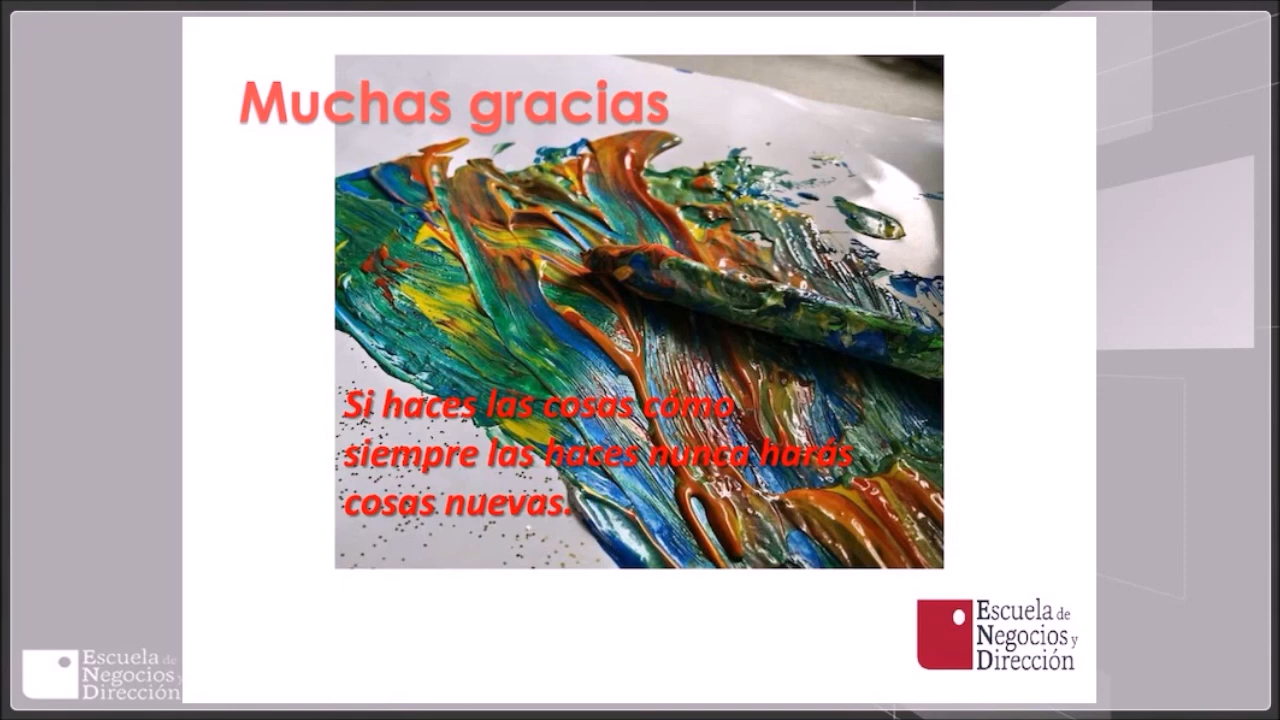 Muchas gracias
Si haces las cosas cómo
siempre las haces nunca harás
cosas nuevas.
Escuela de
Negocios y
Dirección
Escuela de
Negocios y
Dirección